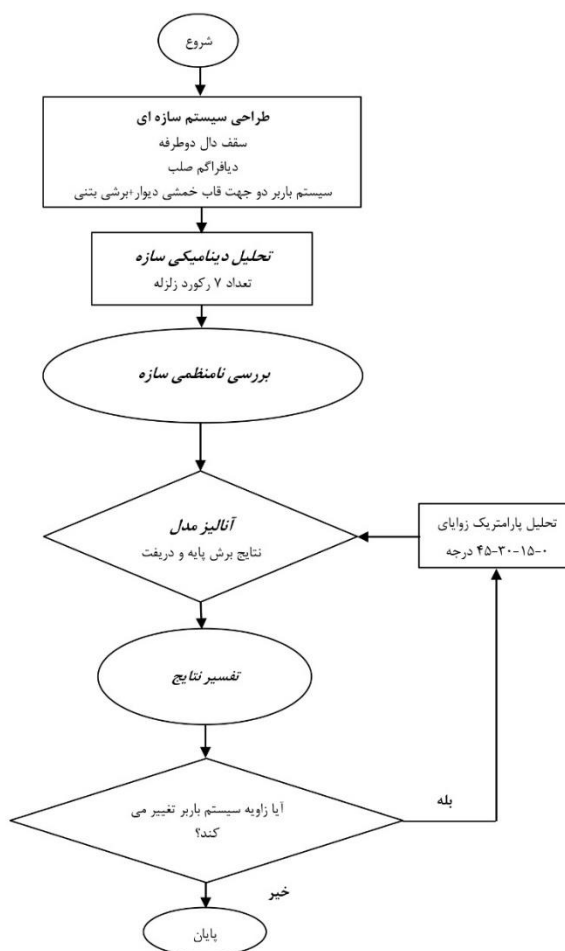 شروع
طراحی سیستم سازه ای
سقف دال دوطرفه
دیافراگم صلب
سیستم باربر دو جهت قاب خمشی دیوار+برشی بتنی
تحلیل دینامیکی سازه
تعداد ۷ رکورد زلزله
بررسی نامنظمی سازه
آنالیز مدل
نتایج برش پایه و دریفت
تحلیل پارامتریک زوایای
۰-۱۵-۳۰-۴۵ درجه
تفسیر نتایج
آیا زاویه سیستم باربر تغییر می
کند؟
بله
خیر
پایان